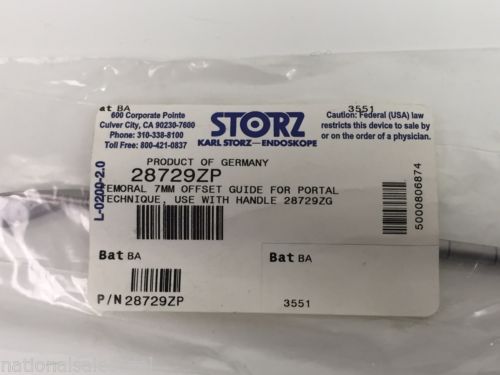 at BA
3551
600 Corporate Pointe
Culver City, CA 90230-7600
Phone: 310-338-8100
Toll Free: 800-421-0837
STORZ
KARL STORZ—ENDOSKOPE
Caution: Federal (USA) law
restricts this device to sale by
or on the order of a physician.
L-0200-2.0
PRODUCT OF GERMANY
28729ZP
EMORAL 7MM OFFSET GUIDE FOR PORTAL
TECHNIQUE, USE WITH HANDLE 28729ZG
5000806874
Bat BA
Bat BA
P/N 28729ZP
3551